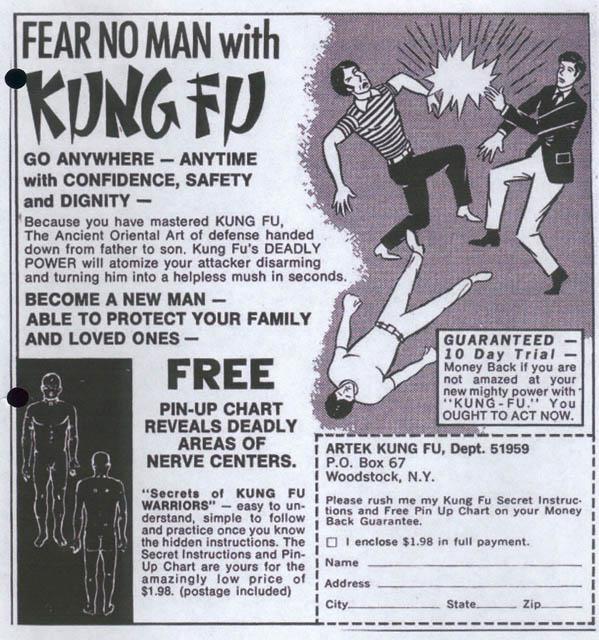 FEAR NO MAN with
KUNG FU
GO ANYWHERE — ANYTIME
with CONFIDENCE, SAFETY
and DIGNITY —
Because you have mastered KUNG FU,
The Ancient Oriental Art of defense handed
down from father to son. Kung Fu's DEADLY
POWER will atomize your attacker disarming
and turning him into a helpless mush in seconds.
BECOME A NEW MAN —
ABLE TO PROTECT YOUR FAMILY
AND LOVED ONES —
GUARANTEED —
10 Day Trial —
Money Back if you are
not amazed at your
new mighty power with
"KUNG-FU." You
OUGHT TO ACT NOW.
FREE
PIN-UP CHART
REVEALS DEADLY
AREAS OF
NERVE CENTERS.
"Secrets of KUNG FU
WARRIORS" — easy to un-
derstand, simple to follow
and practice once you know
the hidden instructions. The
Secret Instructions and Pin-
Up Chart are yours for the
amazingly low price of
$1.98. (postage included)
ARTEK KUNG FU, Dept. 51959
P.O. Box 67
Woodstock, N.Y.
Please rush me my Kung Fu Secret Instruc-
tions and Free Pin Up Chart on your Money
Back Guarantee.
I enclose $1.98 in full payment.
Name
Address
City State Zip